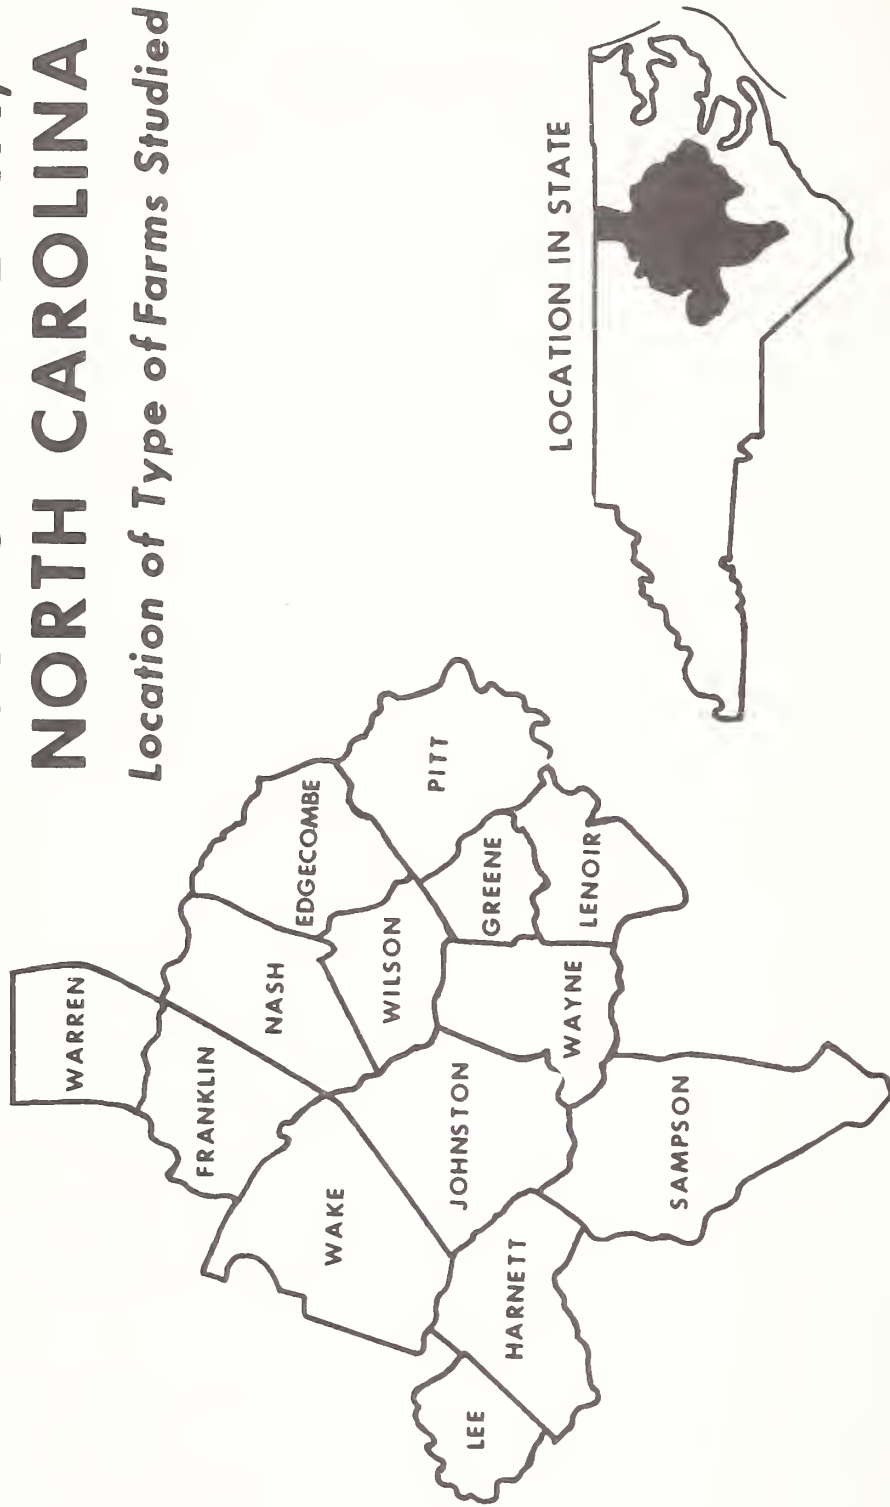 NORTH CAROLINA
Location of Type of Farms Studied
LOCATION IN STATE
WARREN
FRANKLIN
NASH
EDGECOMBE
WAKE
WILSON
PITT
JOHNSTON
GREENE
LEE
HARNETT
WAYNE
LENOIR
SAMPSON